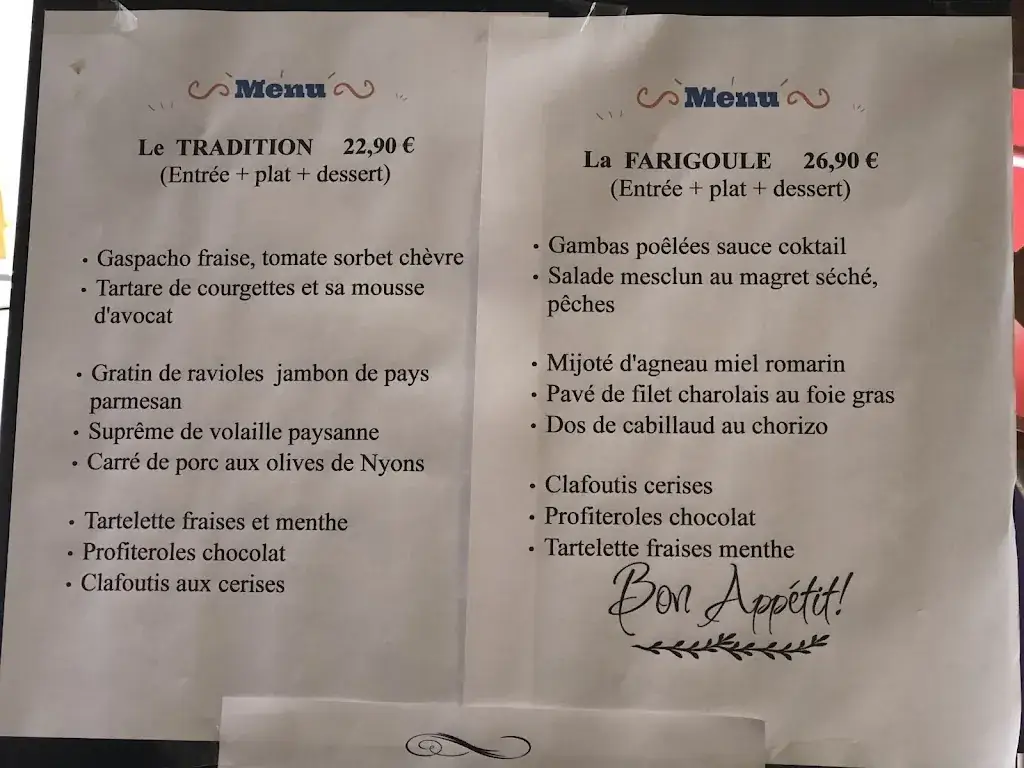 Menu
Le TRADITION 22,90 €
(Entrée + plat + dessert)
• Gaspacho fraise, tomate sorbet chèvre
• Tartare de courgettes et sa mousse
d'avocat
• Gratin de ravioles jambon de pays
parmesan
• Suprême de volaille paysanne
• Carré de porc aux olives de Nyons
• Tartelette fraises et menthe
• Profiteroles chocolat
• Clafoutis aux cerises
Menu
La FARIGOULE 26,90 €
(Entrée + plat + dessert)
• Gambas poêlées sauce coktail
• Salade mesclun au magret séché,
pêches
• Mijoté d'agneau miel romarin
• Pavé de filet charolais au foie gras
• Dos de cabillaud au chorizo
• Clafoutis cerises
• Profiteroles chocolat
• Tartelette fraises menthe
Bon Appétit!